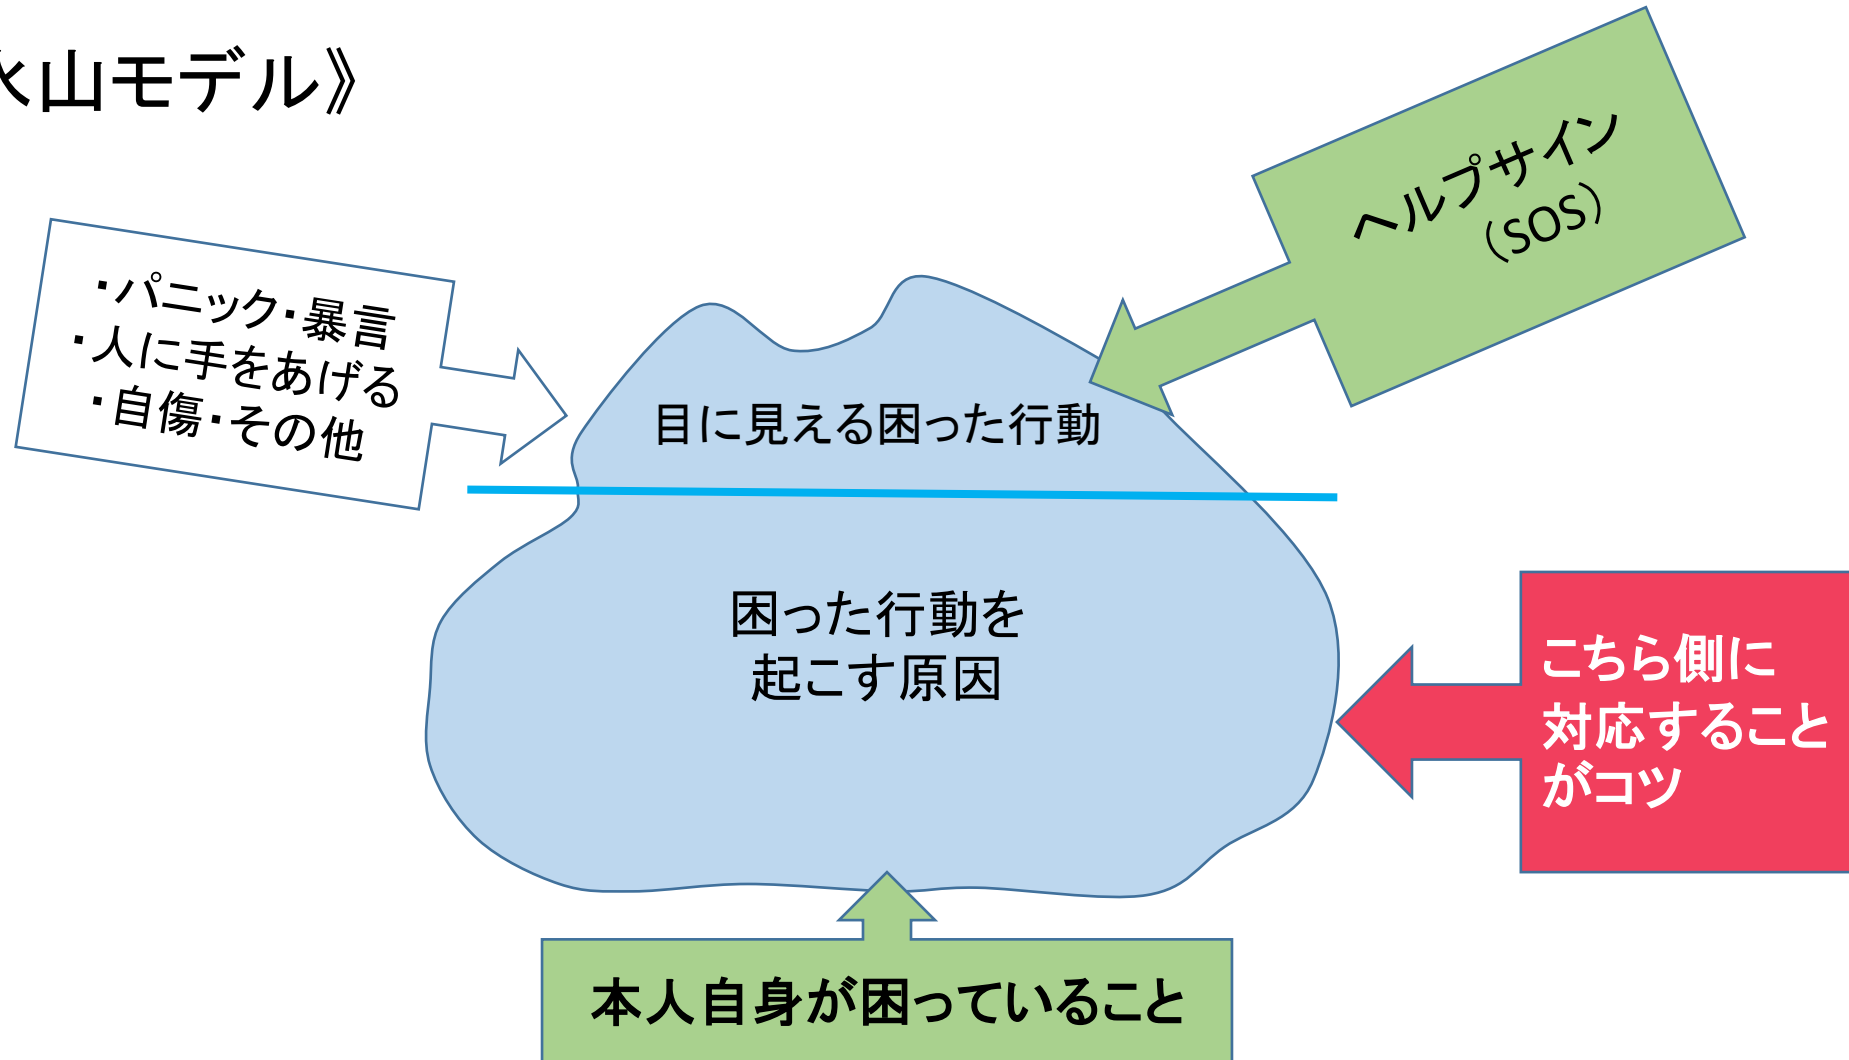 氷山モデル》
ヘルプサイン
（SOS）
・パニック・暴言
・人に手をあげる
・自傷・その他
目に見える困った行動
困った行動を
起こす原因
こちら側に
対応すること
がコツ
本人自身が困っていること